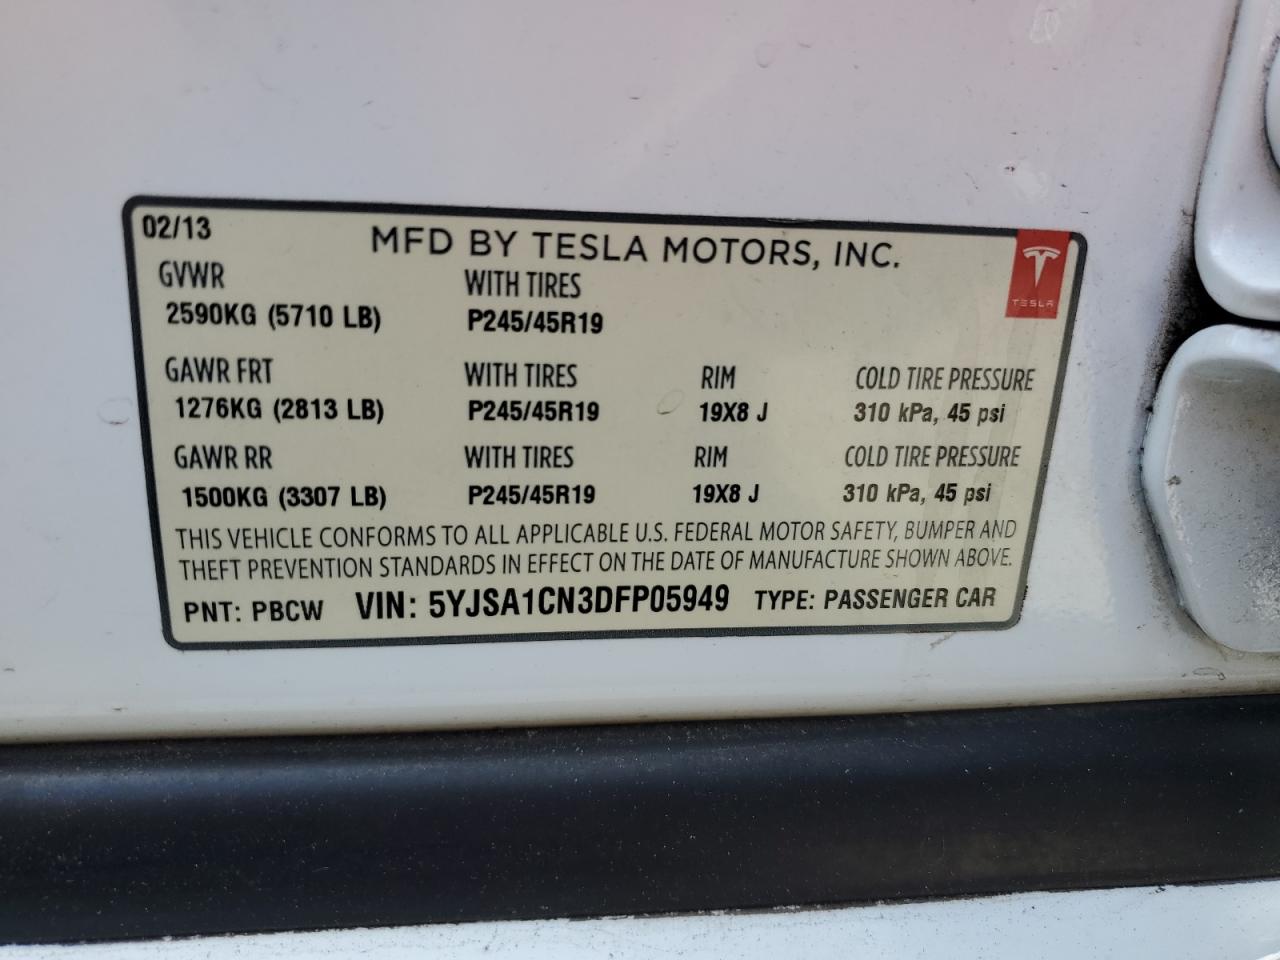 02/13 MFD BY TESLA MOTORS, INC.
TESLA
GVWR WITH TIRES
2590KG (5710 LB) P245/45R19
GAWR FRT WITH TIRES RIM COLD TIRE PRESSURE
1276KG (2813 LB) P245/45R19 19X8 J 310 kPa, 45 psi
GAWR RR WITH TIRES RIM COLD TIRE PRESSURE
1500KG (3307 LB) P245/45R19 19X8 J 310 kPa, 45 psi
THIS VEHICLE CONFORMS TO ALL APPLICABLE U.S. FEDERAL MOTOR SAFETY, BUMPER AND
THEFT PREVENTION STANDARDS IN EFFECT ON THE DATE OF MANUFACTURE SHOWN ABOVE.
PNT: PBCW VIN: 5YJSA1CN3DFP05949 TYPE: PASSENGER CAR